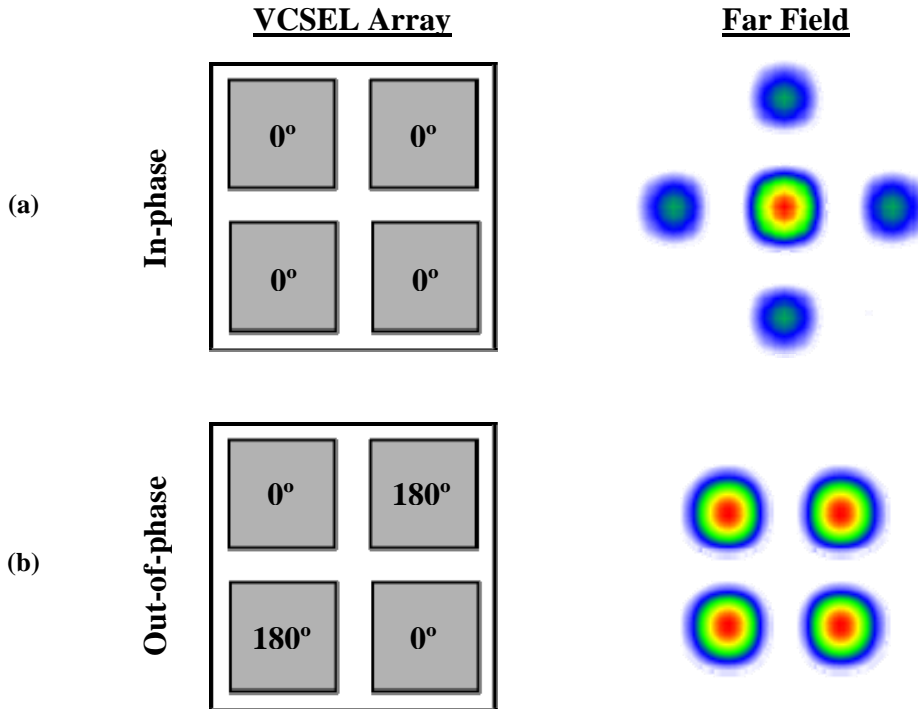 VCSEL Array Far Field
(a) In-phase
0º 0º
0º 0º
(b) Out-of-phase
0º 180º
180º 0º